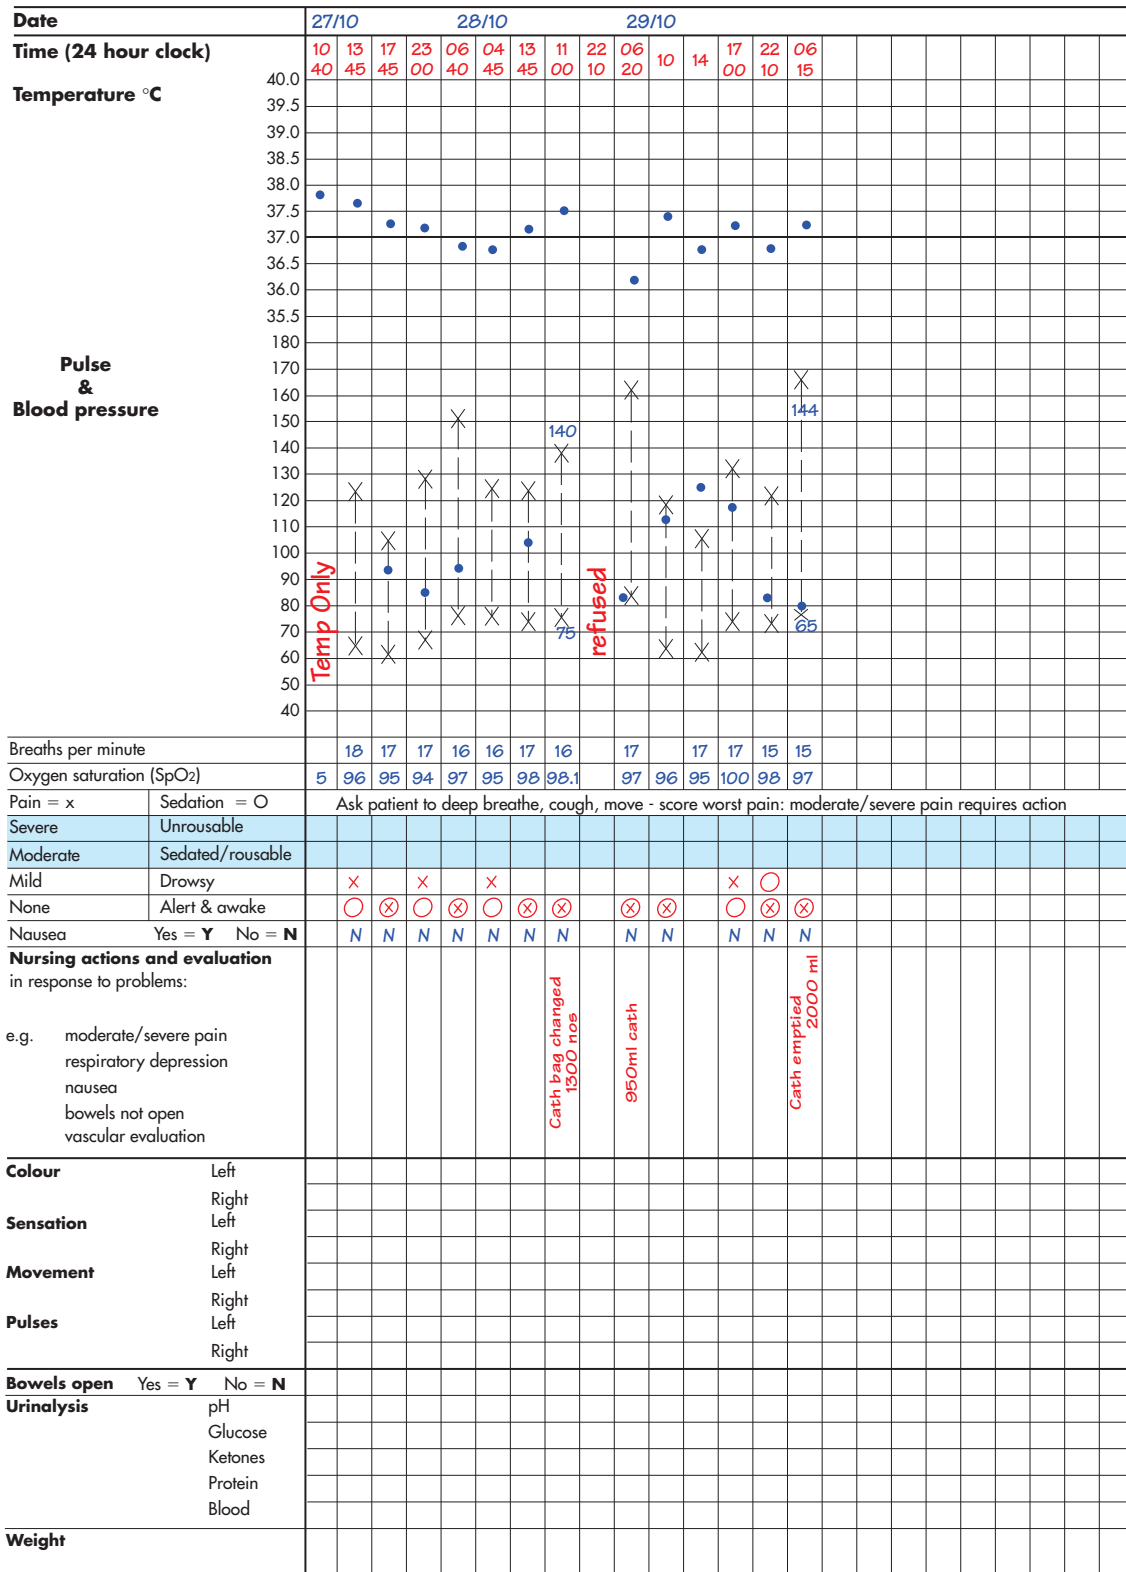 Date 27/10 28/10 29/10
Time (24 hour clock) 10 40 13 45 17 45 23 00 06 40 04 45 13 45 11 00 22 10 06 20 10 14 17 00 22 10 06 15
Temperature °C
40.0
39.5
39.0
38.5
38.0
37.5
37.0
36.5
36.0
35.5
Pulse
&
Blood pressure
180
170
160
150
140
130
120
110
100
90
80
70
60
50
40
Temp Only
140
75
refused
144
65
Breaths per minute 18 17 17 16 16 17 16 17 17 17 15 15
Oxygen saturation (SpO2) 5 96 95 94 97 95 98 98.1 97 96 95 100 98 97
Pain = x Sedation = O Ask patient to deep breathe, cough, move - score worst pain: moderate/severe pain requires action
Severe Unrousable
Moderate Sedated/rousable
Mild Drowsy x x x x O
None Alert & awake O ⓧ O ⓧ O ⓧ ⓧ ⓧ ⓧ O ⓧ ⓧ
Nausea Yes = Y No = N N N N N N N N N N N N N
Nursing actions and evaluation
in response to problems:
e.g. moderate/severe pain
respiratory depression
nausea
bowels not open
vascular evaluation
Cath bag changed
1300 nos
950ml cath
Cath emptied
2000 ml
Colour Left
Right
Sensation Left
Right
Movement Left
Right
Pulses Left
Right
Bowels open Yes = Y No = N
Urinalysis pH
Glucose
Ketones
Protein
Blood
Weight